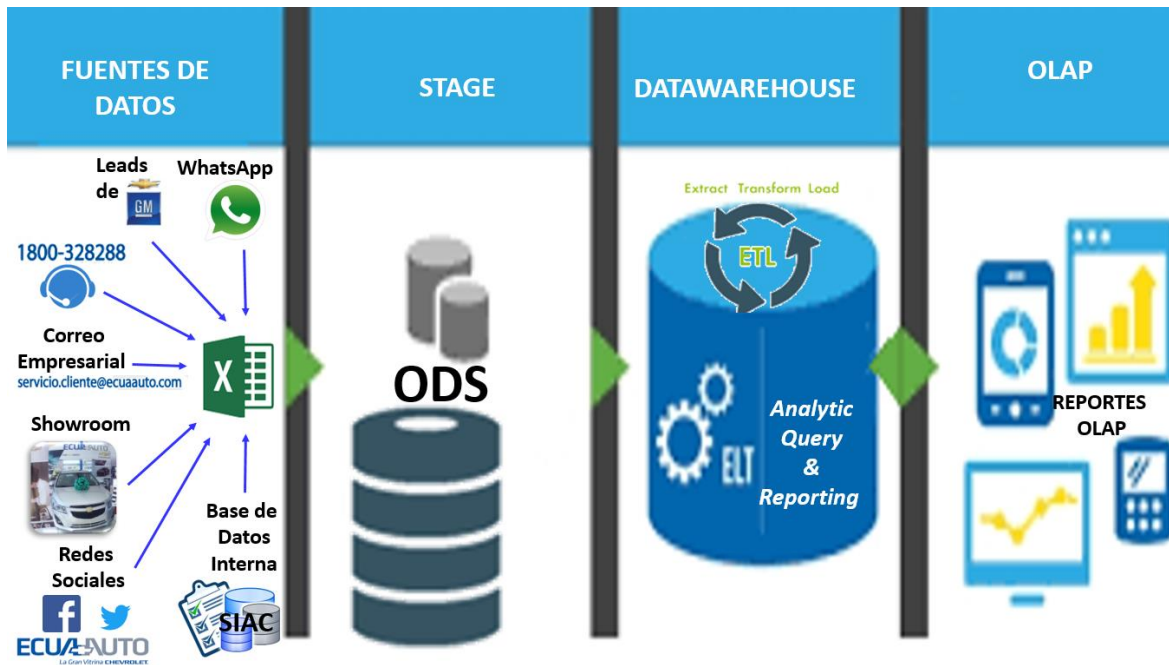 FUENTES DE
DATOS
STAGE
DATAWAREHOUSE
OLAP
Leads
de
GM
WhatsApp
1800-328288
Correo
Empresarial
servicio.cliente@ecuaauto.com
X
Showroom
ECUAAUTO
Redes
Sociales
f
ECUAAUTO
La Gran Vitrina CHEVROLET
Base de
Datos
Interna
SIAC
ODS
Extract Transform Load
ETL
ELT
Analytic
Query
&
Reporting
REPORTES
OLAP